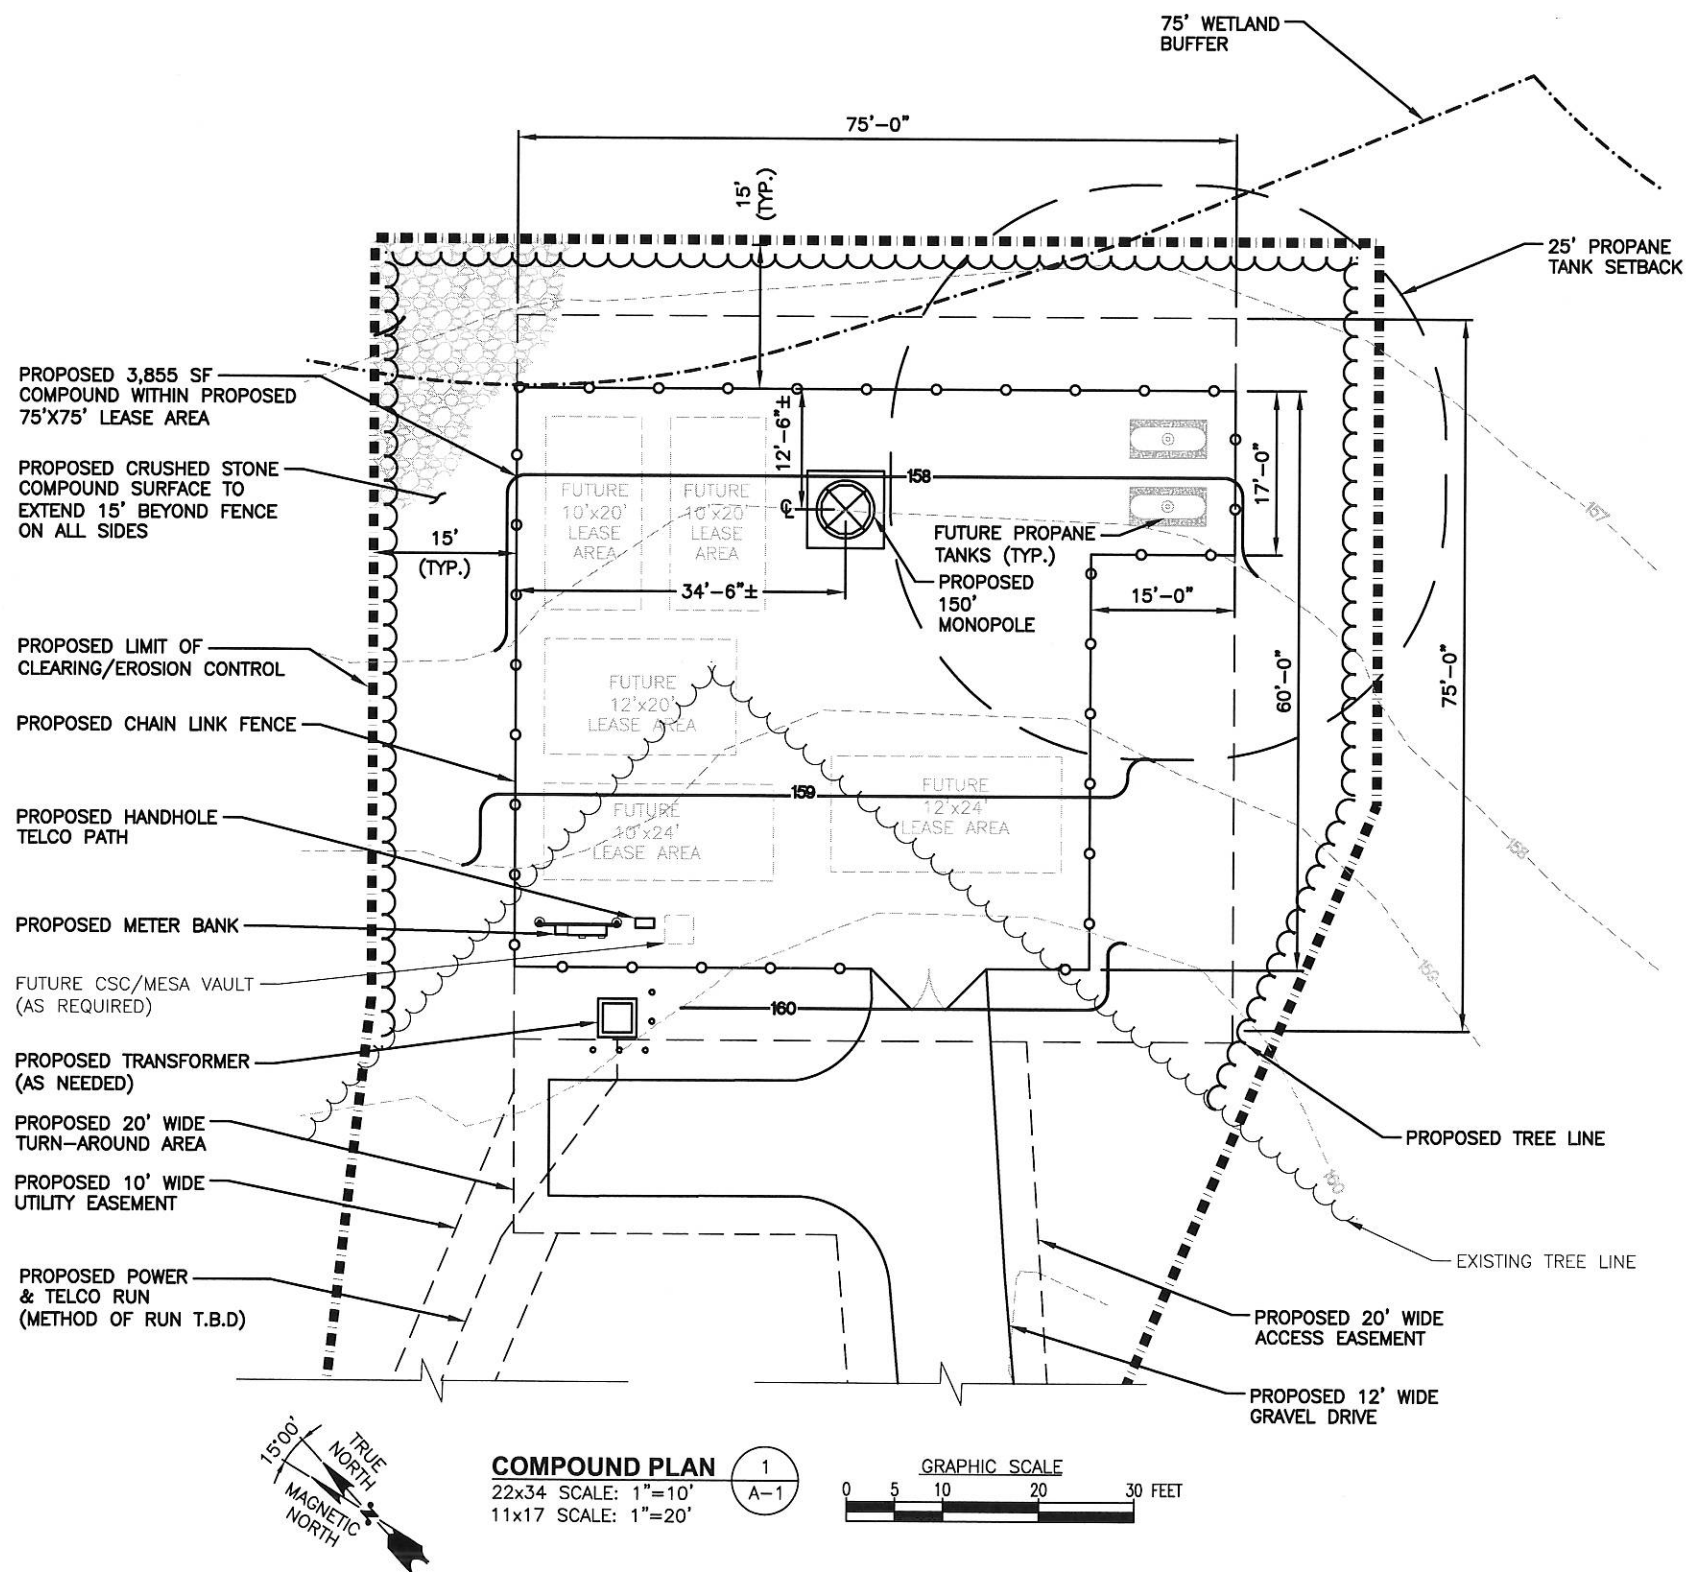 75' WETLAND
BUFFER
75'-0"
15'
(TYP.)
25' PROPANE
TANK SETBACK
PROPOSED 3,855 SF
COMPOUND WITHIN PROPOSED
75'X75' LEASE AREA
PROPOSED CRUSHED STONE
COMPOUND SURFACE TO
EXTEND 15' BEYOND FENCE
ON ALL SIDES
15'
(TYP.)
12'-6"±
158
17'-0"
FUTURE
10'x20'
LEASE
AREA
FUTURE
10'x20'
LEASE
AREA
℄
FUTURE PROPANE
TANKS (TYP.)
PROPOSED
150'
MONOPOLE
34'-6"±
15'-0"
157
PROPOSED LIMIT OF
CLEARING/EROSION CONTROL
FUTURE
12'x20'
LEASE AREA
60'-0"
75'-0"
PROPOSED CHAIN LINK FENCE
159
FUTURE
10'x24'
LEASE AREA
FUTURE
12'x24'
LEASE AREA
158
PROPOSED HANDHOLE
TELCO PATH
PROPOSED METER BANK
159
FUTURE CSC/MESA VAULT
(AS REQUIRED)
160
PROPOSED TRANSFORMER
(AS NEEDED)
PROPOSED 20' WIDE
TURN-AROUND AREA
PROPOSED TREE LINE
160
PROPOSED 10' WIDE
UTILITY EASEMENT
EXISTING TREE LINE
PROPOSED POWER
& TELCO RUN
(METHOD OF RUN T.B.D)
PROPOSED 20' WIDE
ACCESS EASEMENT
PROPOSED 12' WIDE
GRAVEL DRIVE
15°00'
TRUE
NORTH
MAGNETIC
NORTH
COMPOUND PLAN
22x34 SCALE: 1"=10'
11x17 SCALE: 1"=20'
1
A-1
GRAPHIC SCALE
0 5 10 20 30 FEET